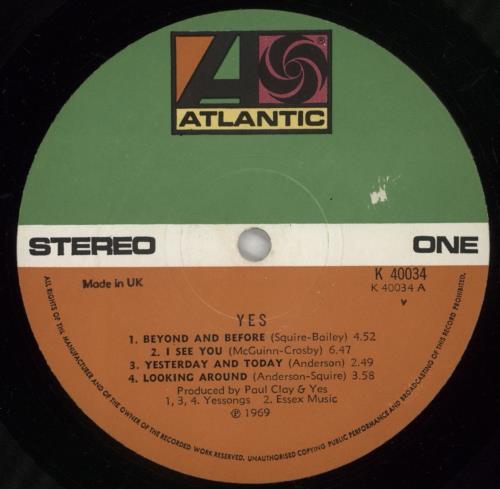 ATLANTIC
STEREO ONE
Made in UK
K 40034
K 40034 A
v
YES
1. BEYOND AND BEFORE (Squire-Bailey) 4.52
2. I SEE YOU (McGuinn-Crosby) 6.47
3. YESTERDAY AND TODAY (Anderson) 2.49
4. LOOKING AROUND (Anderson-Squire) 3.58
Produced by Paul Clay & Yes
1, 3, 4. Yessongs 2. Essex Music
℗ 1969
ALL RIGHTS OF THE MANUFACTURER AND OF THE OWNER OF THE RECORDED WORK RESERVED. UNAUTHORISED COPYING PUBLIC PERFORMANCE AND BROADCASTING OF THIS RECORD PROHIBITED.